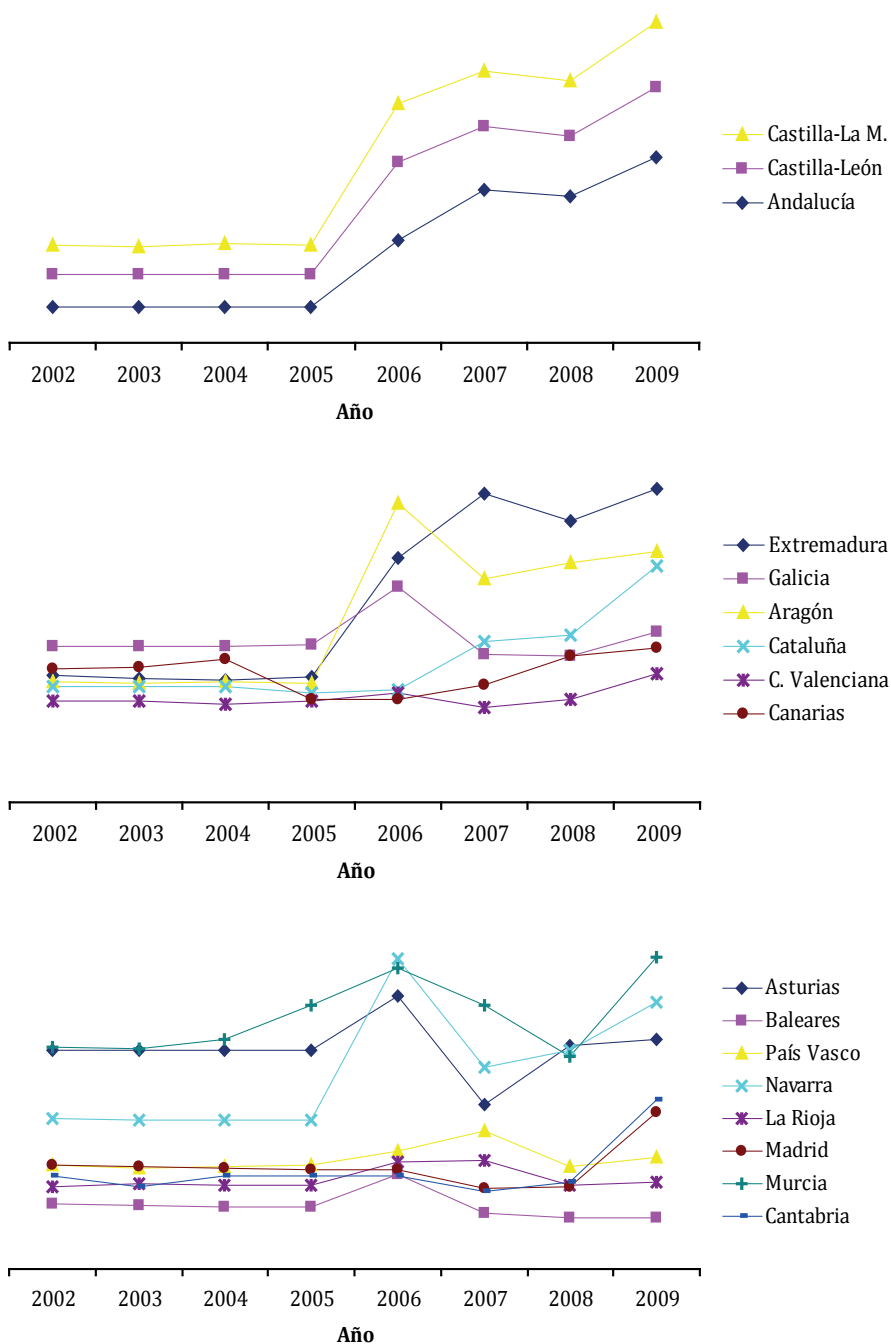 Castilla-La M.
Castilla-León
Andalucía
2002 2003 2004 2005 2006 2007 2008 2009
Año
Extremadura
Galicia
Aragón
Cataluña
C. Valenciana
Canarias
2002 2003 2004 2005 2006 2007 2008 2009
Año
Asturias
Baleares
País Vasco
Navarra
La Rioja
Madrid
Murcia
Cantabria
2002 2003 2004 2005 2006 2007 2008 2009
Año